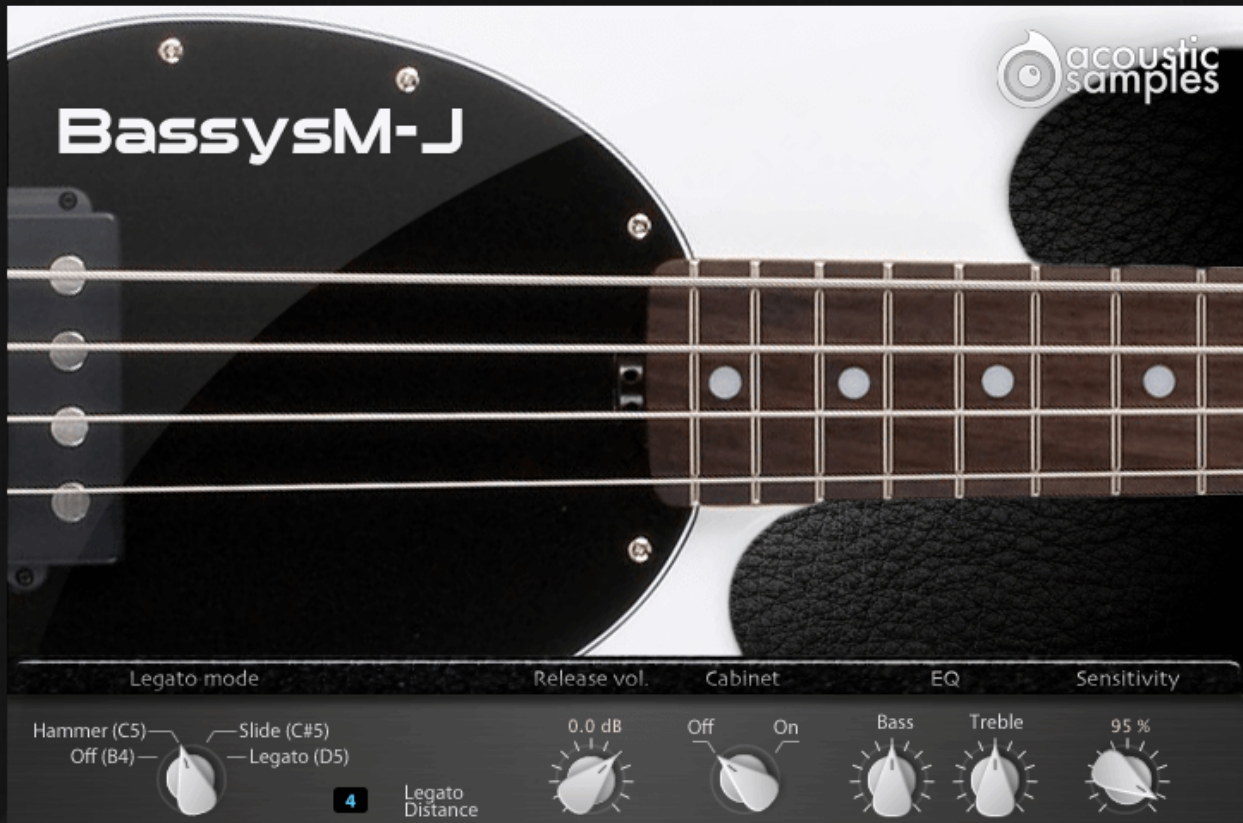 acoustic
samples
BassysM-J
Legato mode
Release vol.
Cabinet
EQ
Sensitivity
Hammer (C5)
Slide (C#5)
Off (B4)
Legato (D5)
4
Legato
Distance
0.0 dB
Off
On
Bass
Treble
95 %